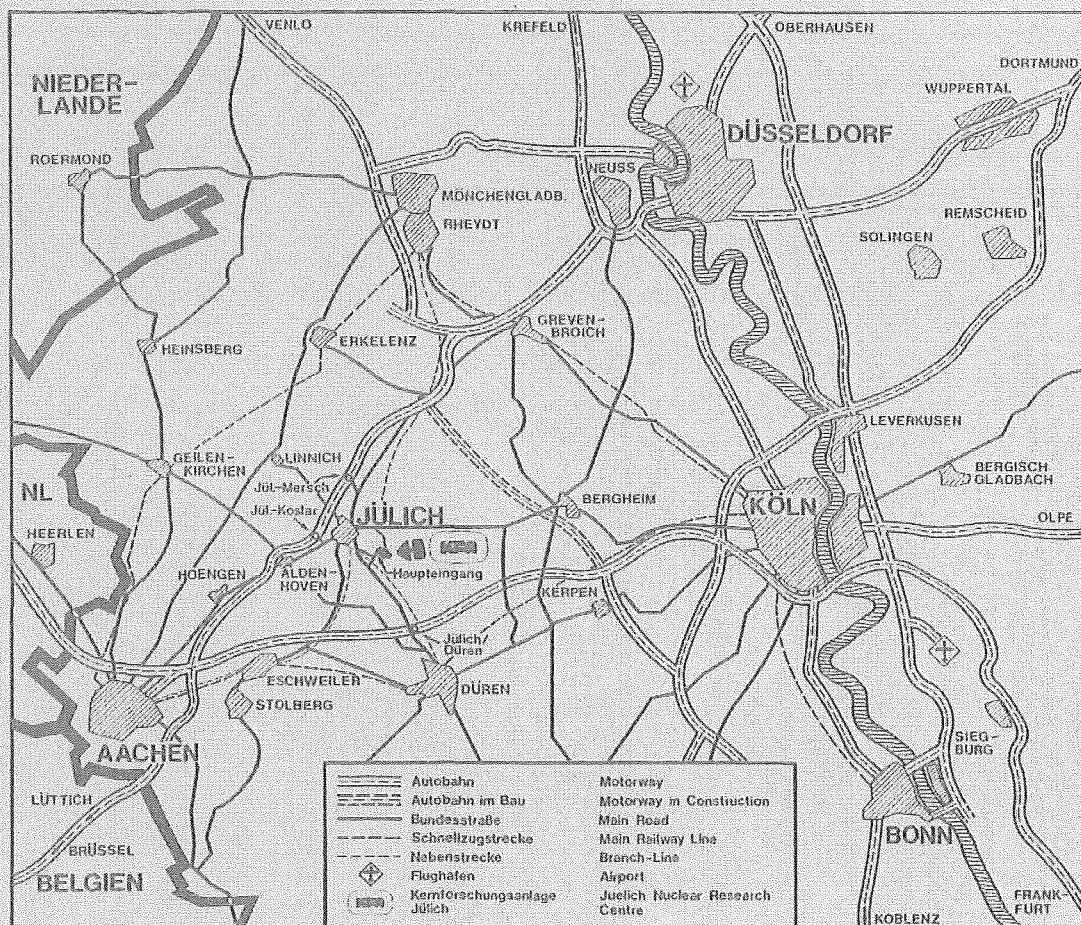 VENLO
KREFELD
OBERHAUSEN
DORTMUND
NIEDER-
LANDE
WUPPERTAL
DÜSSELDORF
ROERMOND
NEUSS
MÖNCHENGLADB.
RHEYDT
REMSCHEID
SOLINGEN
GREVEN-
BROICH
ERKELENZ
HEINSBERG
LEVERKUSEN
GEILEN-
KIRCHEN
LINNICH
Jül-Mersch
BERGISCH
GLADBACH
NL
BERGHEIM
KÖLN
Jül-Koslar
JÜLICH
OLPE
HEERLEN
KFA
Haupteingang
HOENGEN
ALDEN-
HOVEN
KERPEN
Jülich/
Düren
ESCHWEILER
DÜREN
STOLBERG
AACHEN
SIEG-
BURG
LÜTTICH
BRÜSSEL
BELGIEN
BONN
KOBLENZ
FRANK-
FURT
Autobahn Motorway
Autobahn im Bau Motorway in Construction
Bundesstraße Main Road
Schnellzugstrecke Main Railway Line
Nebenstrecke Branch-Line
Flughafen Airport
KFA Kernforschungsanlage Juelich Nuclear Research
Jülich Centre